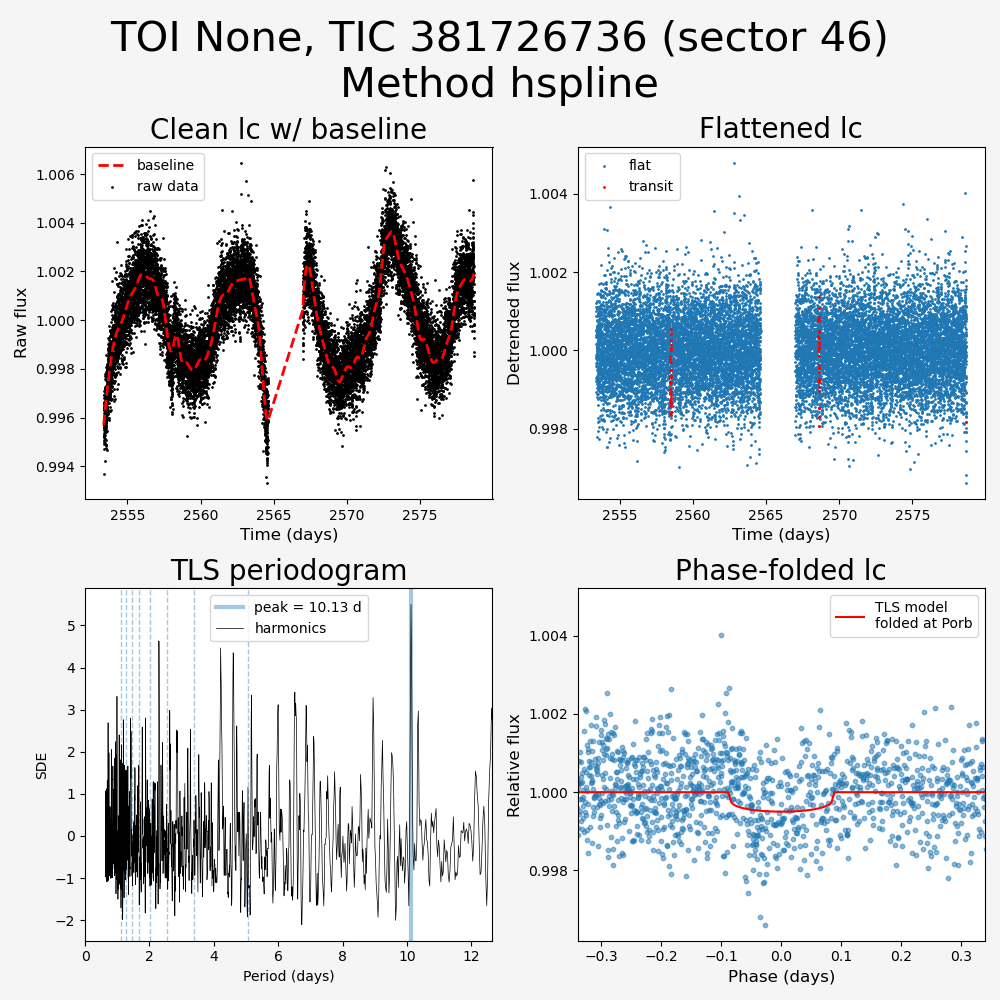 TOI None, TIC 381726736 (sector 46)
Method hspline
Clean lc w/ baseline
baseline
raw data
1.006
1.004
1.002
1.000
0.998
0.996
0.994
Raw flux
2555
2560
2565
2570
2575
Time (days)
Flattened lc
flat
transit
1.004
1.002
1.000
0.998
Detrended flux
2555
2560
2565
2570
2575
Time (days)
TLS periodogram
peak = 10.13 d
harmonics
5
4
3
2
1
0
−1
−2
SDE
0
2
4
6
8
10
12
Period (days)
Phase-folded lc
TLS model
folded at Porb
1.004
1.002
1.000
0.998
Relative flux
−0.3
−0.2
−0.1
0.0
0.1
0.2
0.3
Phase (days)